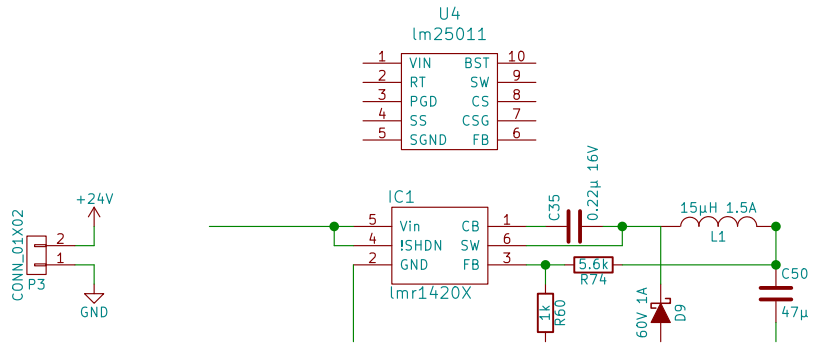 U4
lm25011
1 VIN BST 10
2 RT SW 9
3 PGD CS 8
4 SS CSG 7
5 SGND FB 6
CONN_01X02
P3
2
1
+24V
GND
IC1
5 Vin CB 1
4 !SHDN SW 6
2 GND FB 3
lmr1420X
C35
0.22µ 16V
15µH 1.5A
L1
5.6k
R74
1k
R60
60V 1A
D9
C50
47µ